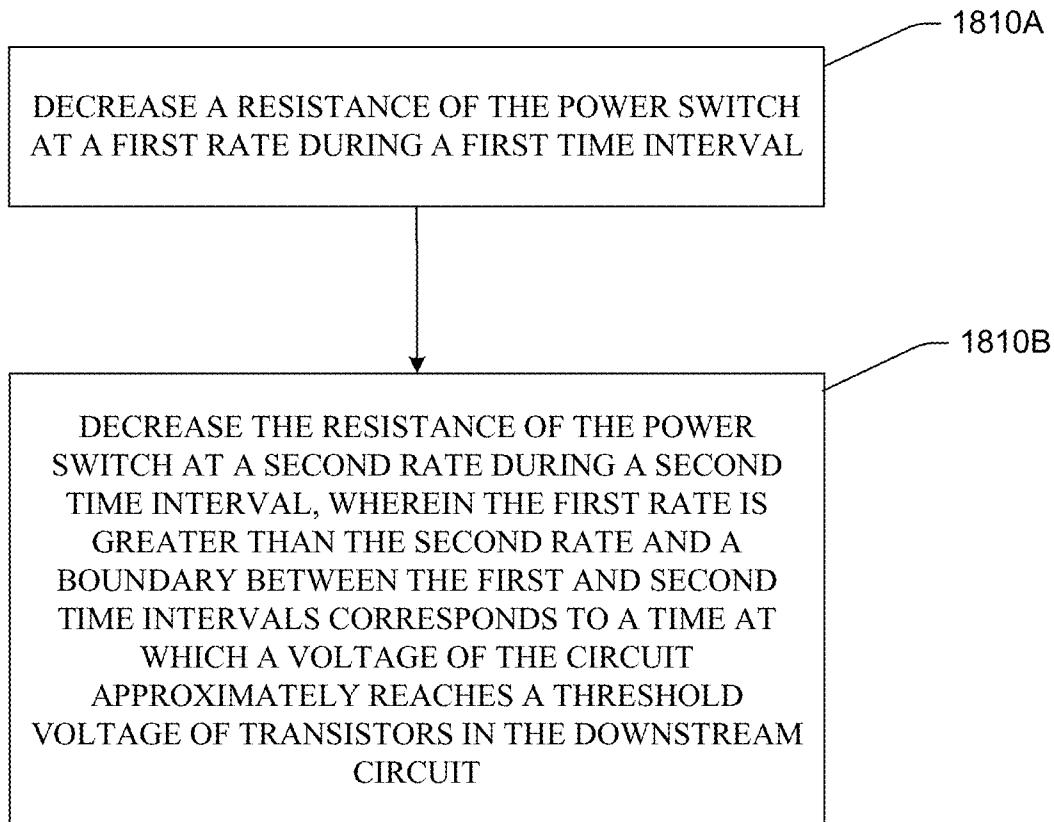 1810A
DECREASE A RESISTANCE OF THE POWER SWITCH
AT A FIRST RATE DURING A FIRST TIME INTERVAL
1810B
DECREASE THE RESISTANCE OF THE POWER
SWITCH AT A SECOND RATE DURING A SECOND
TIME INTERVAL, WHEREIN THE FIRST RATE IS
GREATER THAN THE SECOND RATE AND A
BOUNDARY BETWEEN THE FIRST AND SECOND
TIME INTERVALS CORRESPONDS TO A TIME AT
WHICH A VOLTAGE OF THE CIRCUIT
APPROXIMATELY REACHES A THRESHOLD
VOLTAGE OF TRANSISTORS IN THE DOWNSTREAM
CIRCUIT